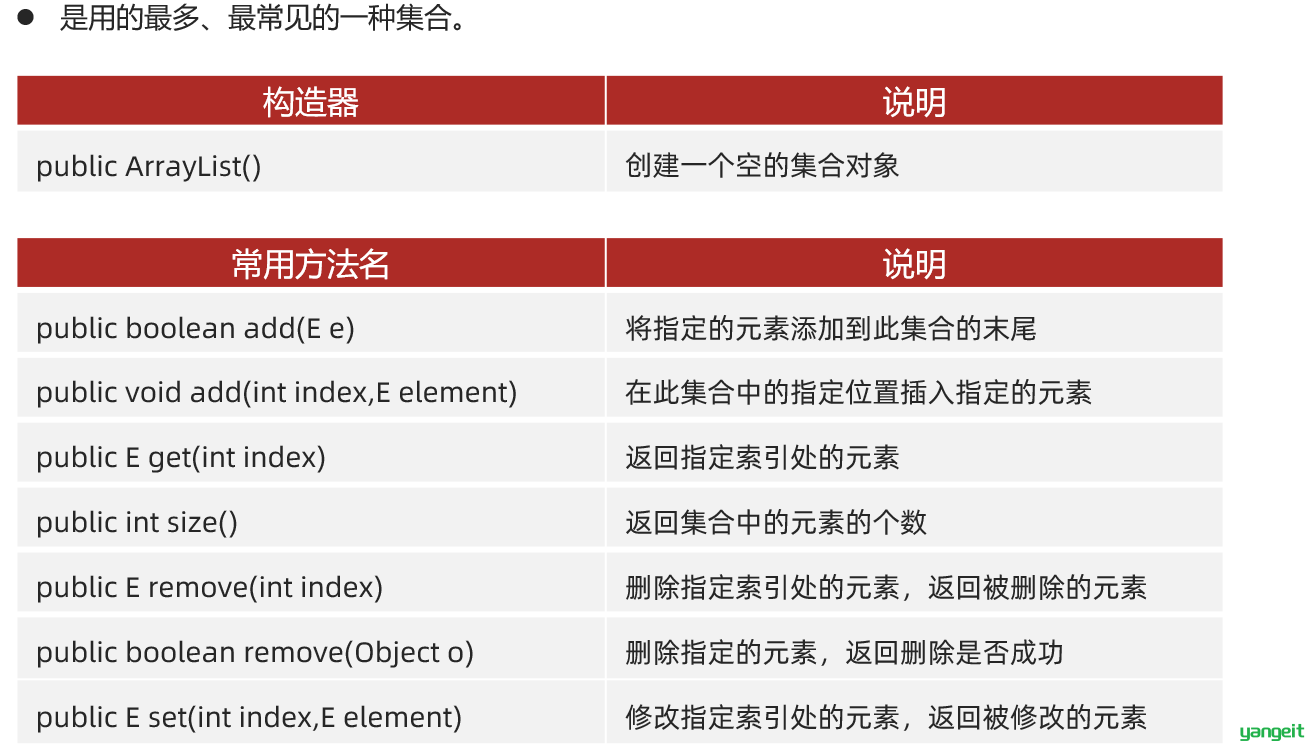 ● 是用的最多、最常见的一种集合。
构造器 说明
public ArrayList() 创建一个空的集合对象
常用方法名 说明
public boolean add(E e) 将指定的元素添加到此集合的末尾
public void add(int index,E element) 在此集合中的指定位置插入指定的元素
public E get(int index) 返回指定索引处的元素
public int size() 返回集合中的元素的个数
public E remove(int index) 删除指定索引处的元素，返回被删除的元素
public boolean remove(Object o) 删除指定的元素，返回删除是否成功
public E set(int index,E element) 修改指定索引处的元素，返回被修改的元素
yangeit